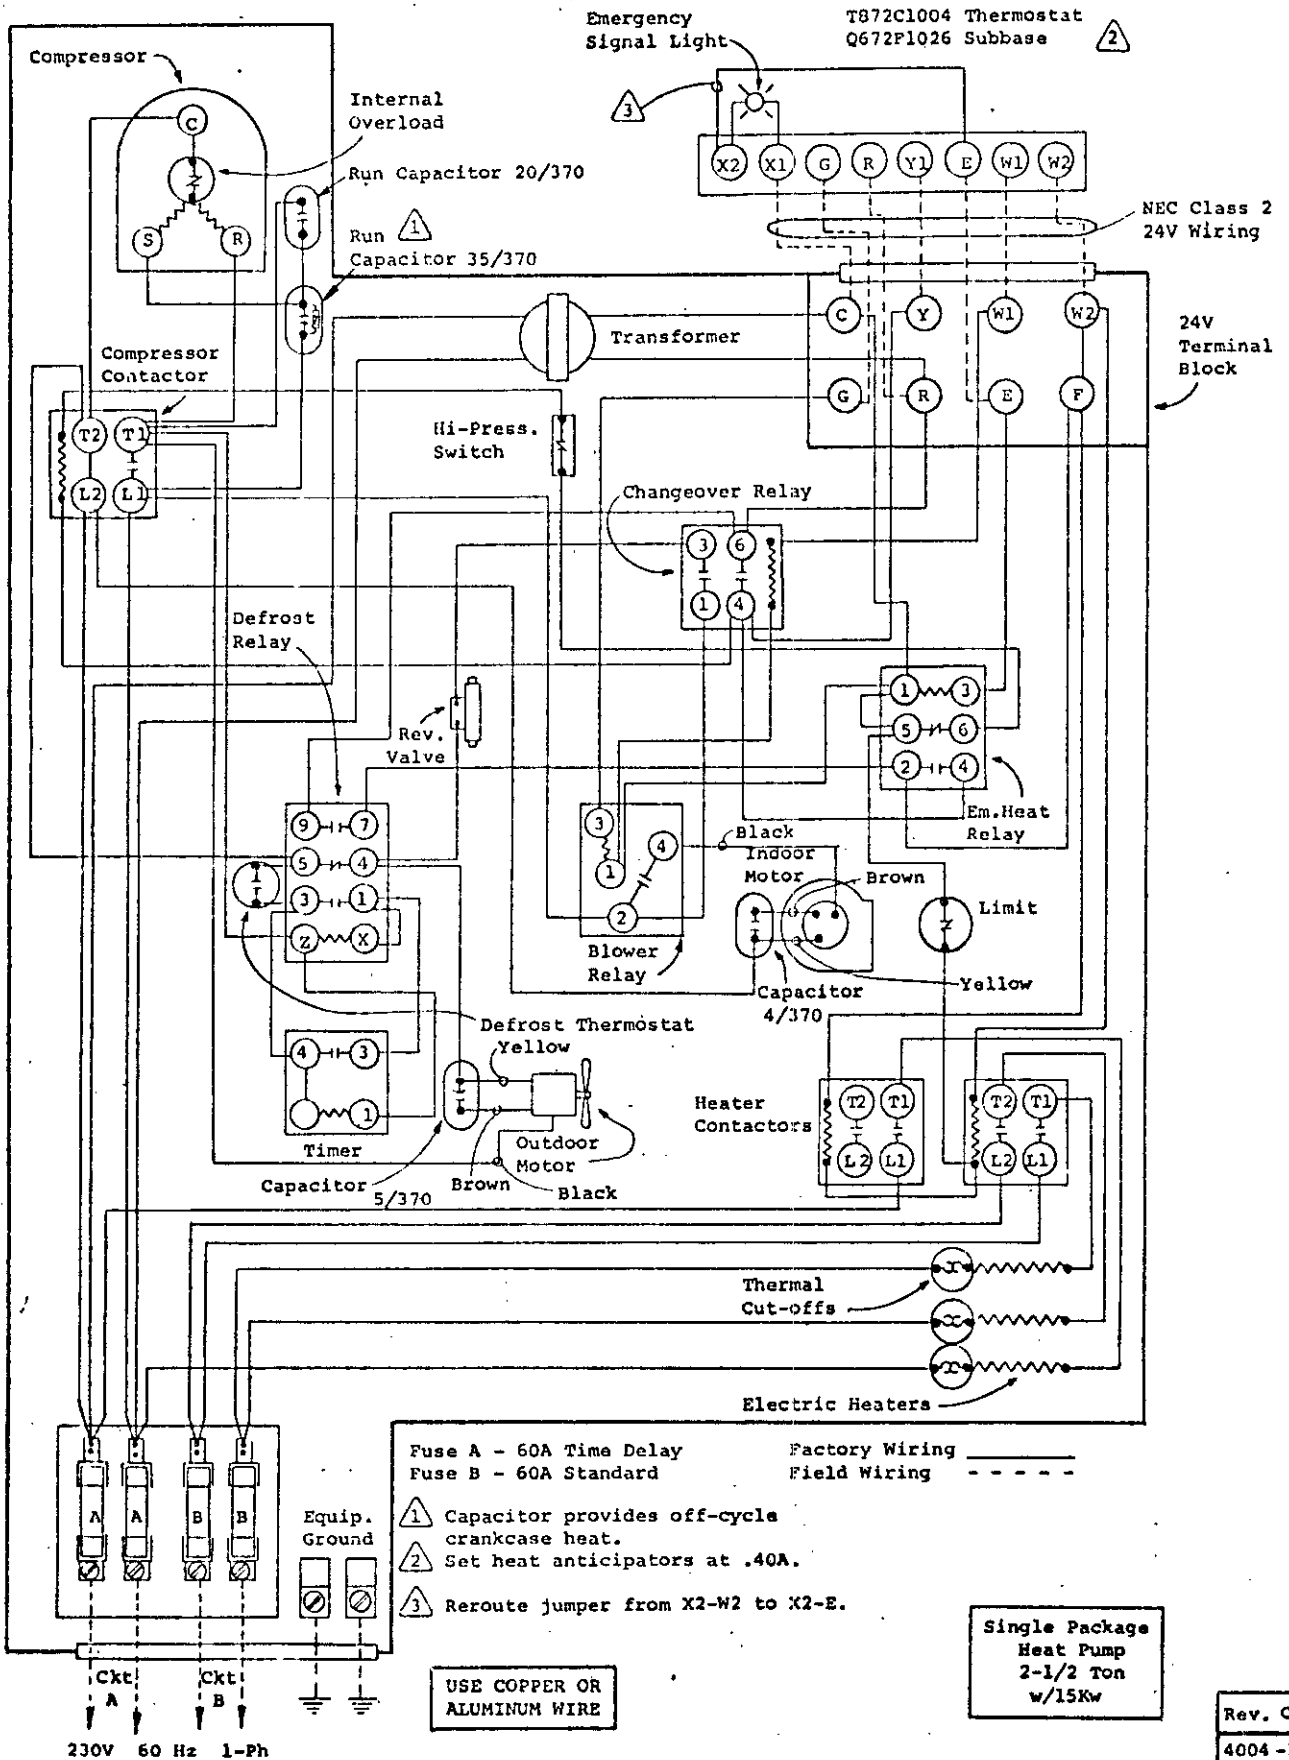 Emergency
Signal Light
T872C1004 Thermostat
Q672P1026 Subbase
2
Compressor
Internal
Overload
3
C
X2 X1 G R Y1 E W1 W2
Run Capacitor 20/370
NEC Class 2
24V Wiring
S R
Run 1
Capacitor 35/370
C Y W1 W2
Transformer
24V
Terminal
Block
Compressor
Contactor
G R E F
T2 T1
Hi-Press.
Switch
L2 L1
Changeover Relay
3 6
1 4
Defrost
Relay
1 3
5 6
2 4
Rev.
Valve
Em.Heat
Relay
9 7
5 4
3 1
Z X
3
4
1
2
Black
Indoor
Motor
Brown
Limit
Blower
Relay
Yellow
Capacitor
4/370
Defrost Thermostat
Yellow
4 3
1
Timer
Heater
Contactors
T2 T1
L2 L1
T2 T1
L2 L1
Outdoor
Motor
Capacitor
5/370
Brown
Black
Thermal
Cut-offs
Electric Heaters
Fuse A - 60A Time Delay
Fuse B - 60A Standard
Factory Wiring
Field Wiring
A A B B
Equip.
Ground
1 Capacitor provides off-cycle
crankcase heat.
2 Set heat anticipators at .40A.
3 Reroute jumper from X2-W2 to X2-E.
Single Package
Heat Pump
2-1/2 Ton
w/15Kw
Ckt
A
Ckt
B
USE COPPER OR
ALUMINUM WIRE
230V 60 Hz 1-Ph
Rev.
4004 -